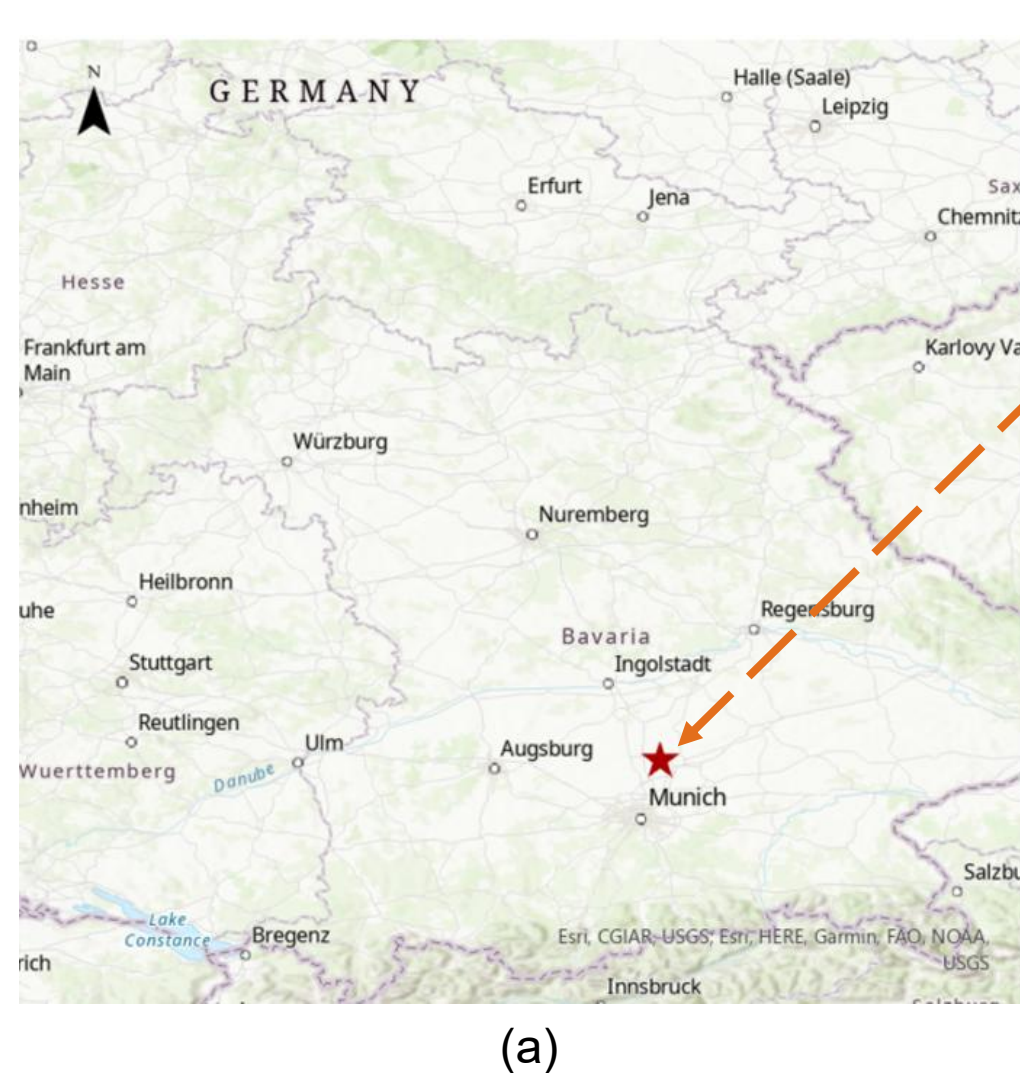 N
GERMANY
Halle (Saale)
Leipzig
Erfurt
Jena
Sax
Chemnitz
Hesse
Frankfurt am
Main
Karlovy Va
Würzburg
nheim
Nuremberg
Heilbronn
uhe
Regensburg
Bavaria
Stuttgart
Ingolstadt
Reutlingen
Ulm
Augsburg
Wuerttemberg
Danube
Munich
Salzbu
Lake
Constance
Bregenz
Esri, CGIAR, USGS, Esri, HERE, Garmin, FAO, NOAA,
USGS
rich
Innsbruck
(a)